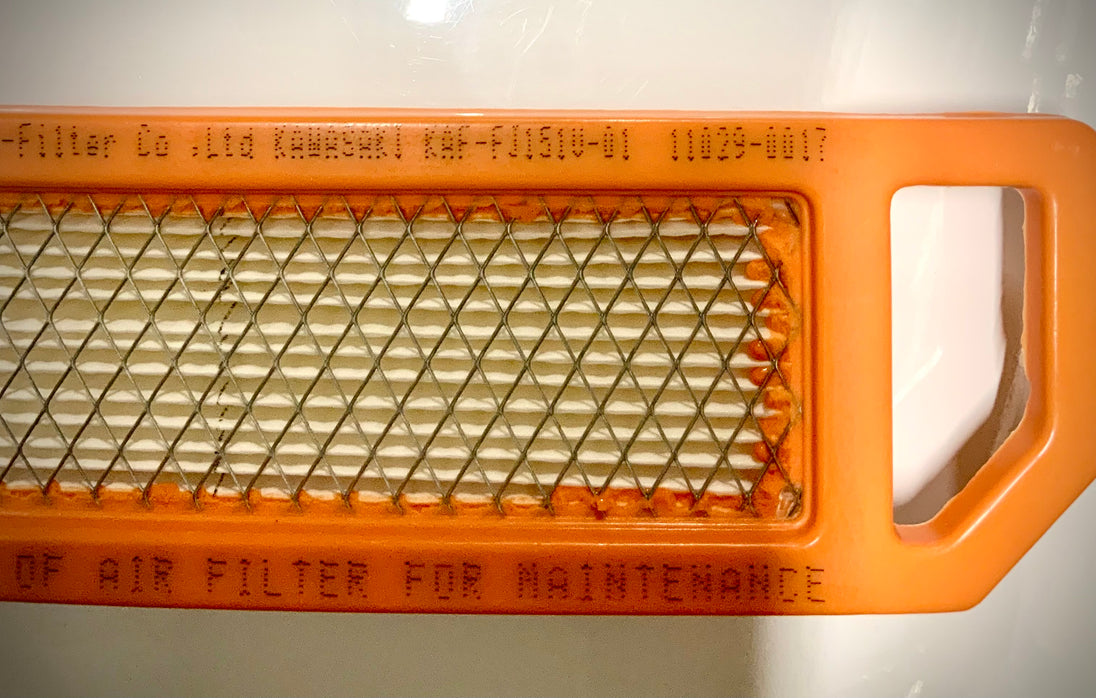 -Filter Co .,Ltd KAWASAKI KAF-FJ151V-01 11029-0017
OF AIR FILTER FOR MAINTENANCE